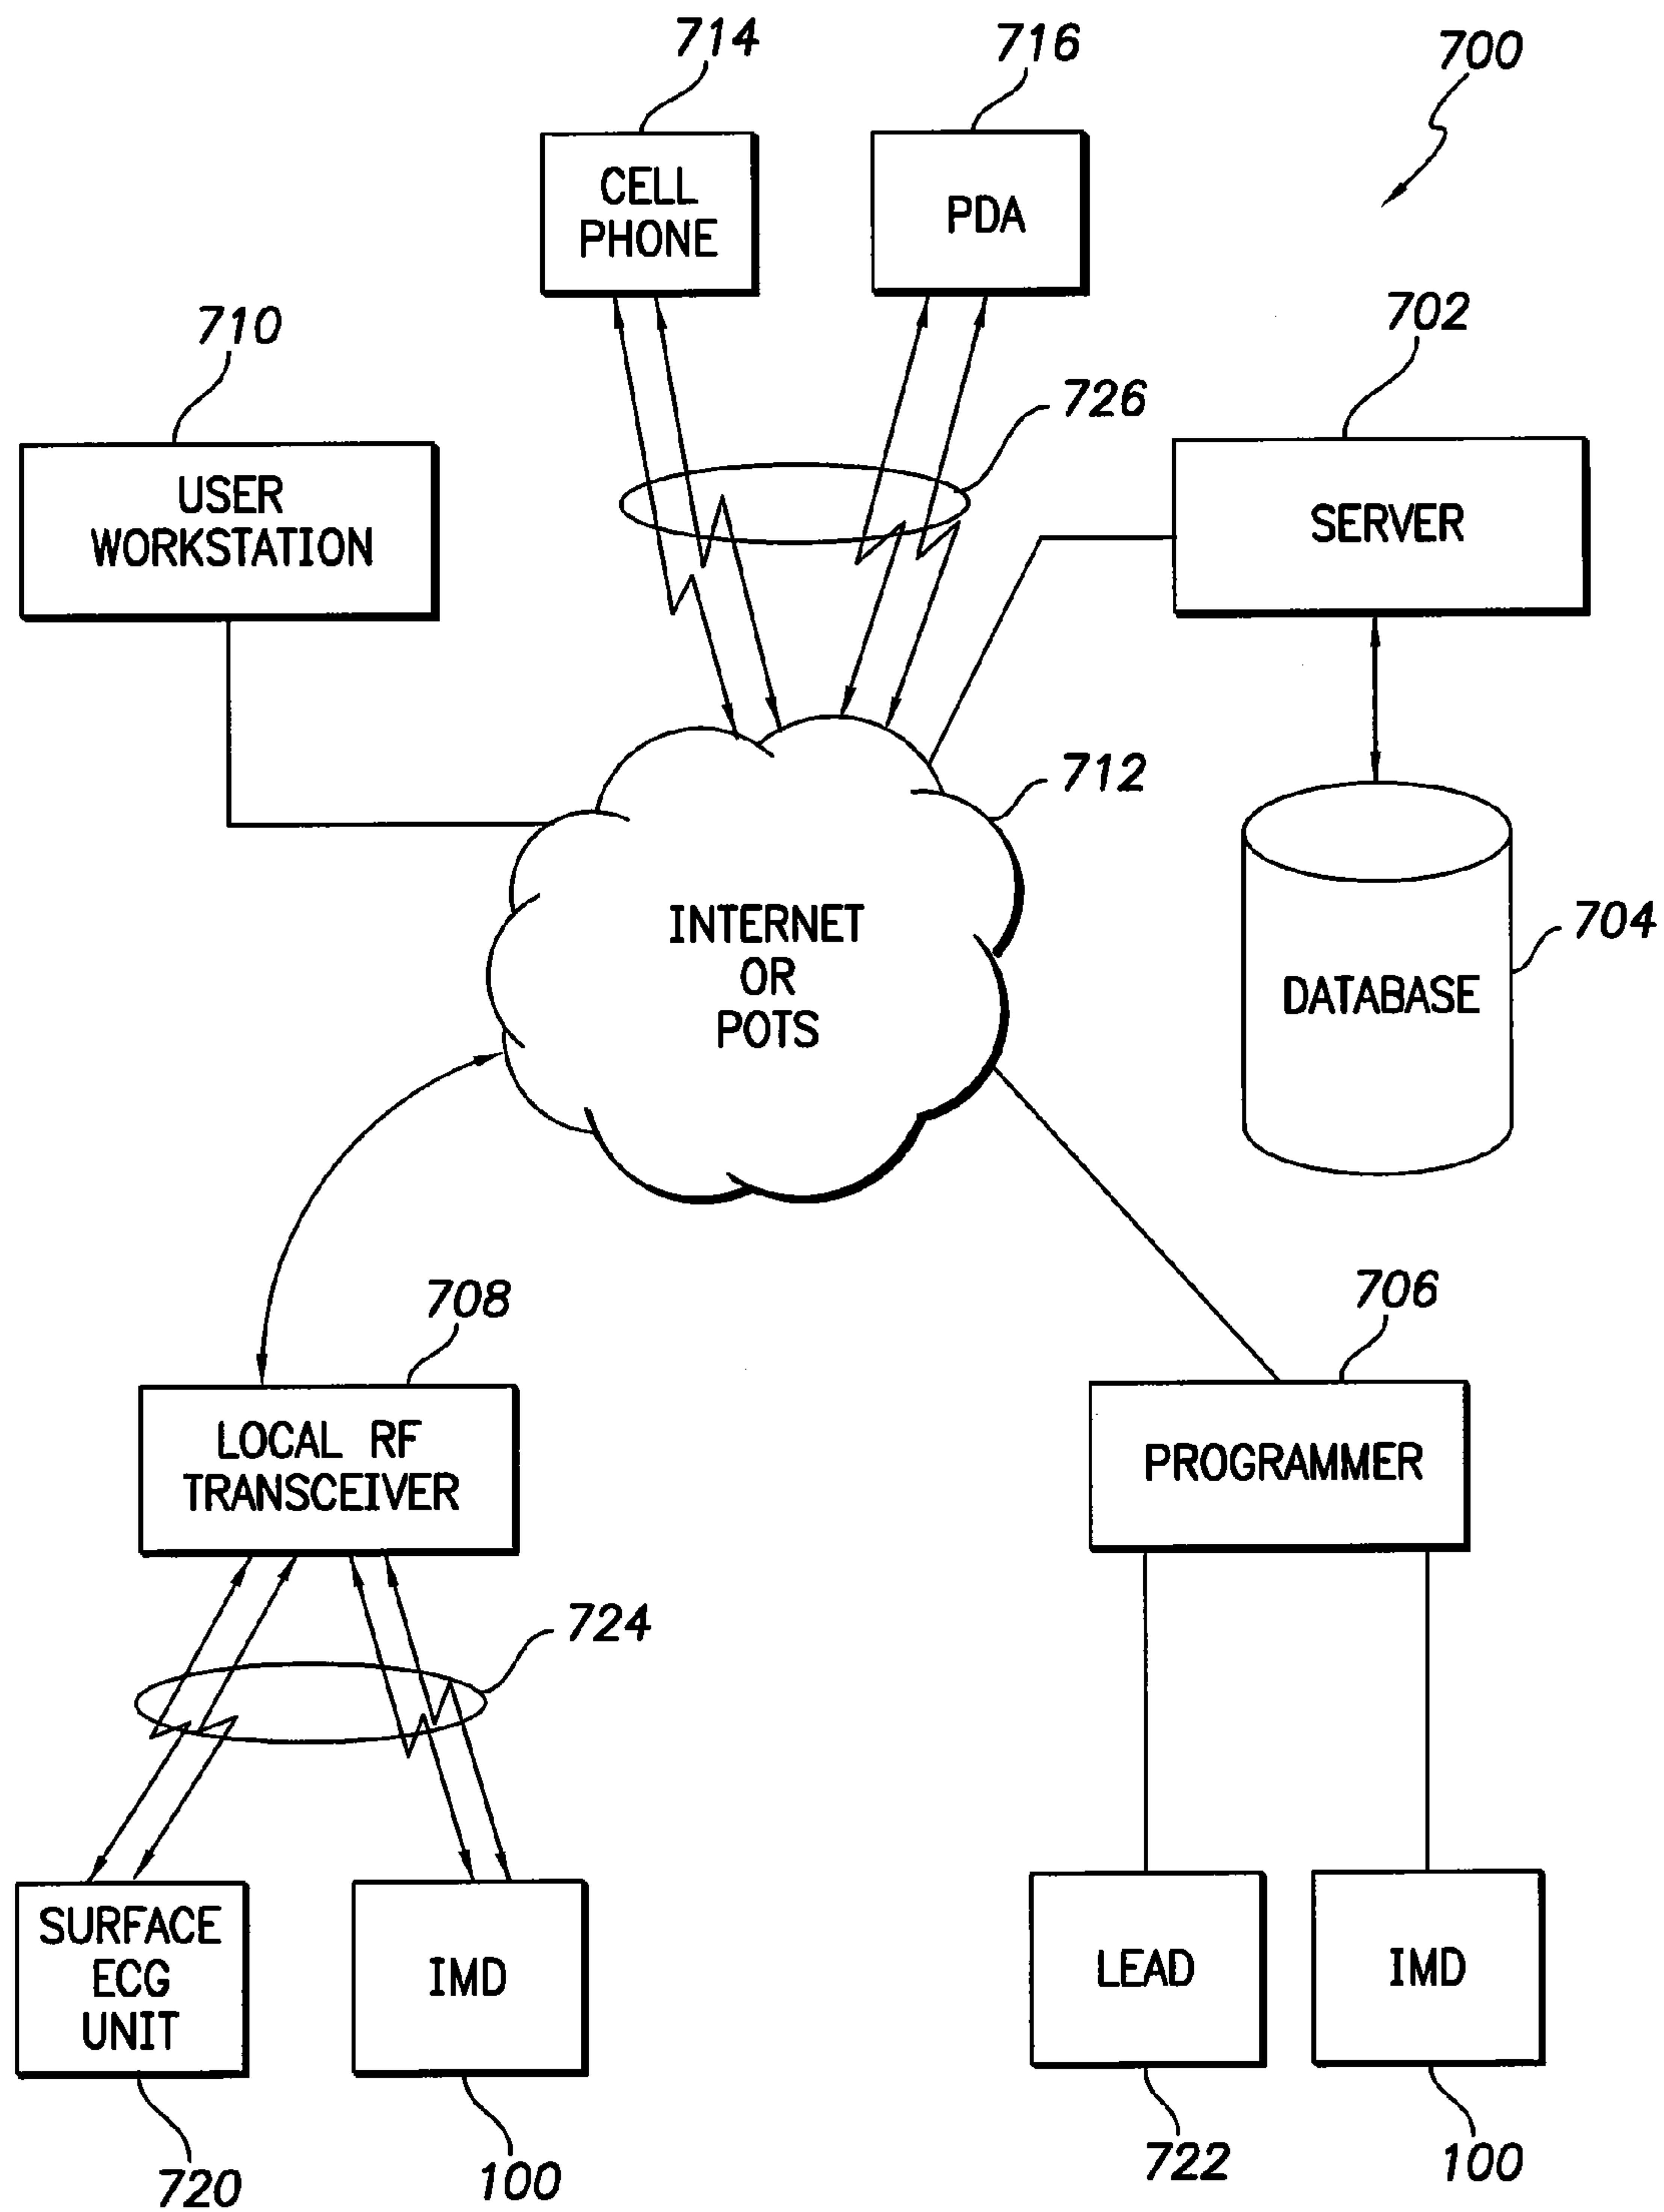 714
716
700
CELL
PHONE
PDA
710
702
726
USER
WORKSTATION
SERVER
712
704
INTERNET
OR
POTS
DATABASE
708
706
LOCAL RF
TRANSCEIVER
PROGRAMMER
724
SURFACE
ECG
UNIT
IMD
LEAD
IMD
720
100
722
100